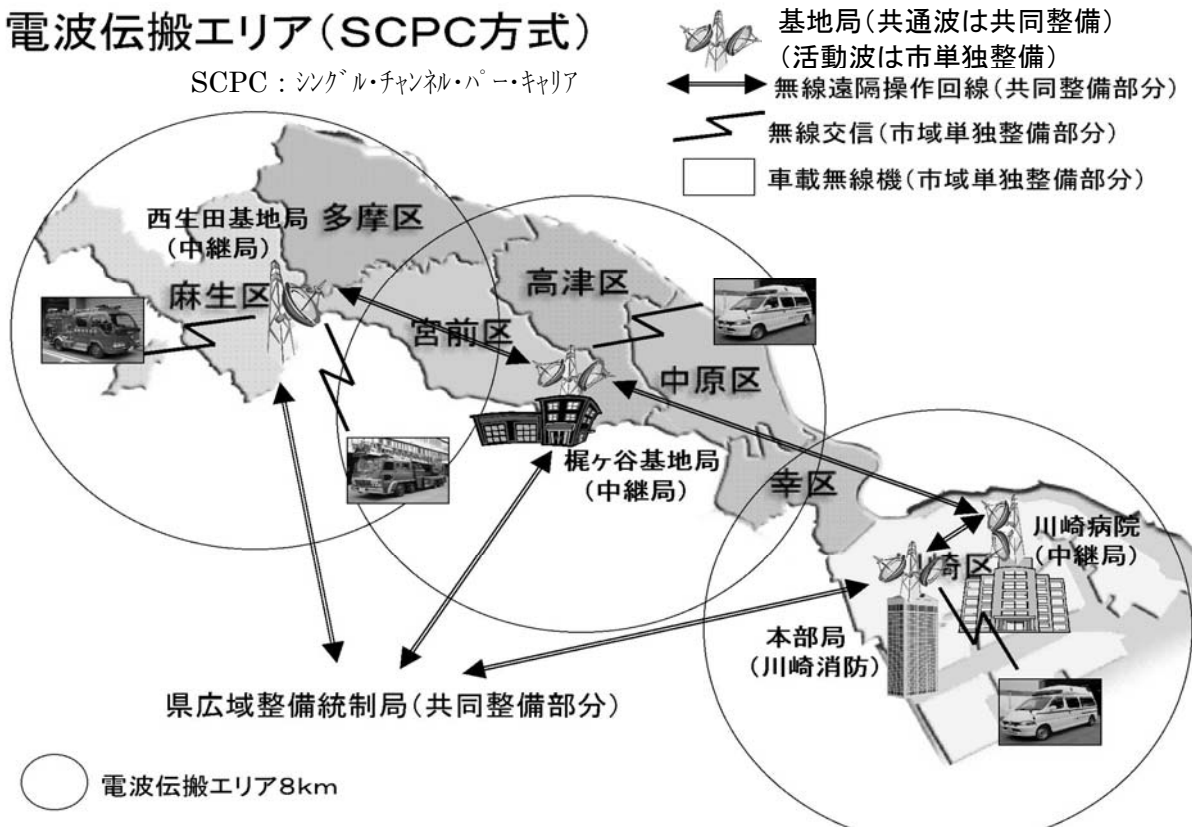 電波伝搬エリア(SCPC方式)
SCPC：シングル・チャンネル・パー・キャリア
基地局(共通波は共同整備)
(活動波は市単独整備)
無線遠隔操作回線(共同整備部分)
無線交信(市域単独整備部分)
車載無線機(市域単独整備部分)
西生田基地局
(中継局)
多摩区
麻生区
高津区
宮前区
中原区
梶ヶ谷基地局
(中継局)
幸区
川崎病院
(中継局)
崎区
本部局
(川崎消防)
県広域整備統制局(共同整備部分)
電波伝搬エリア8km